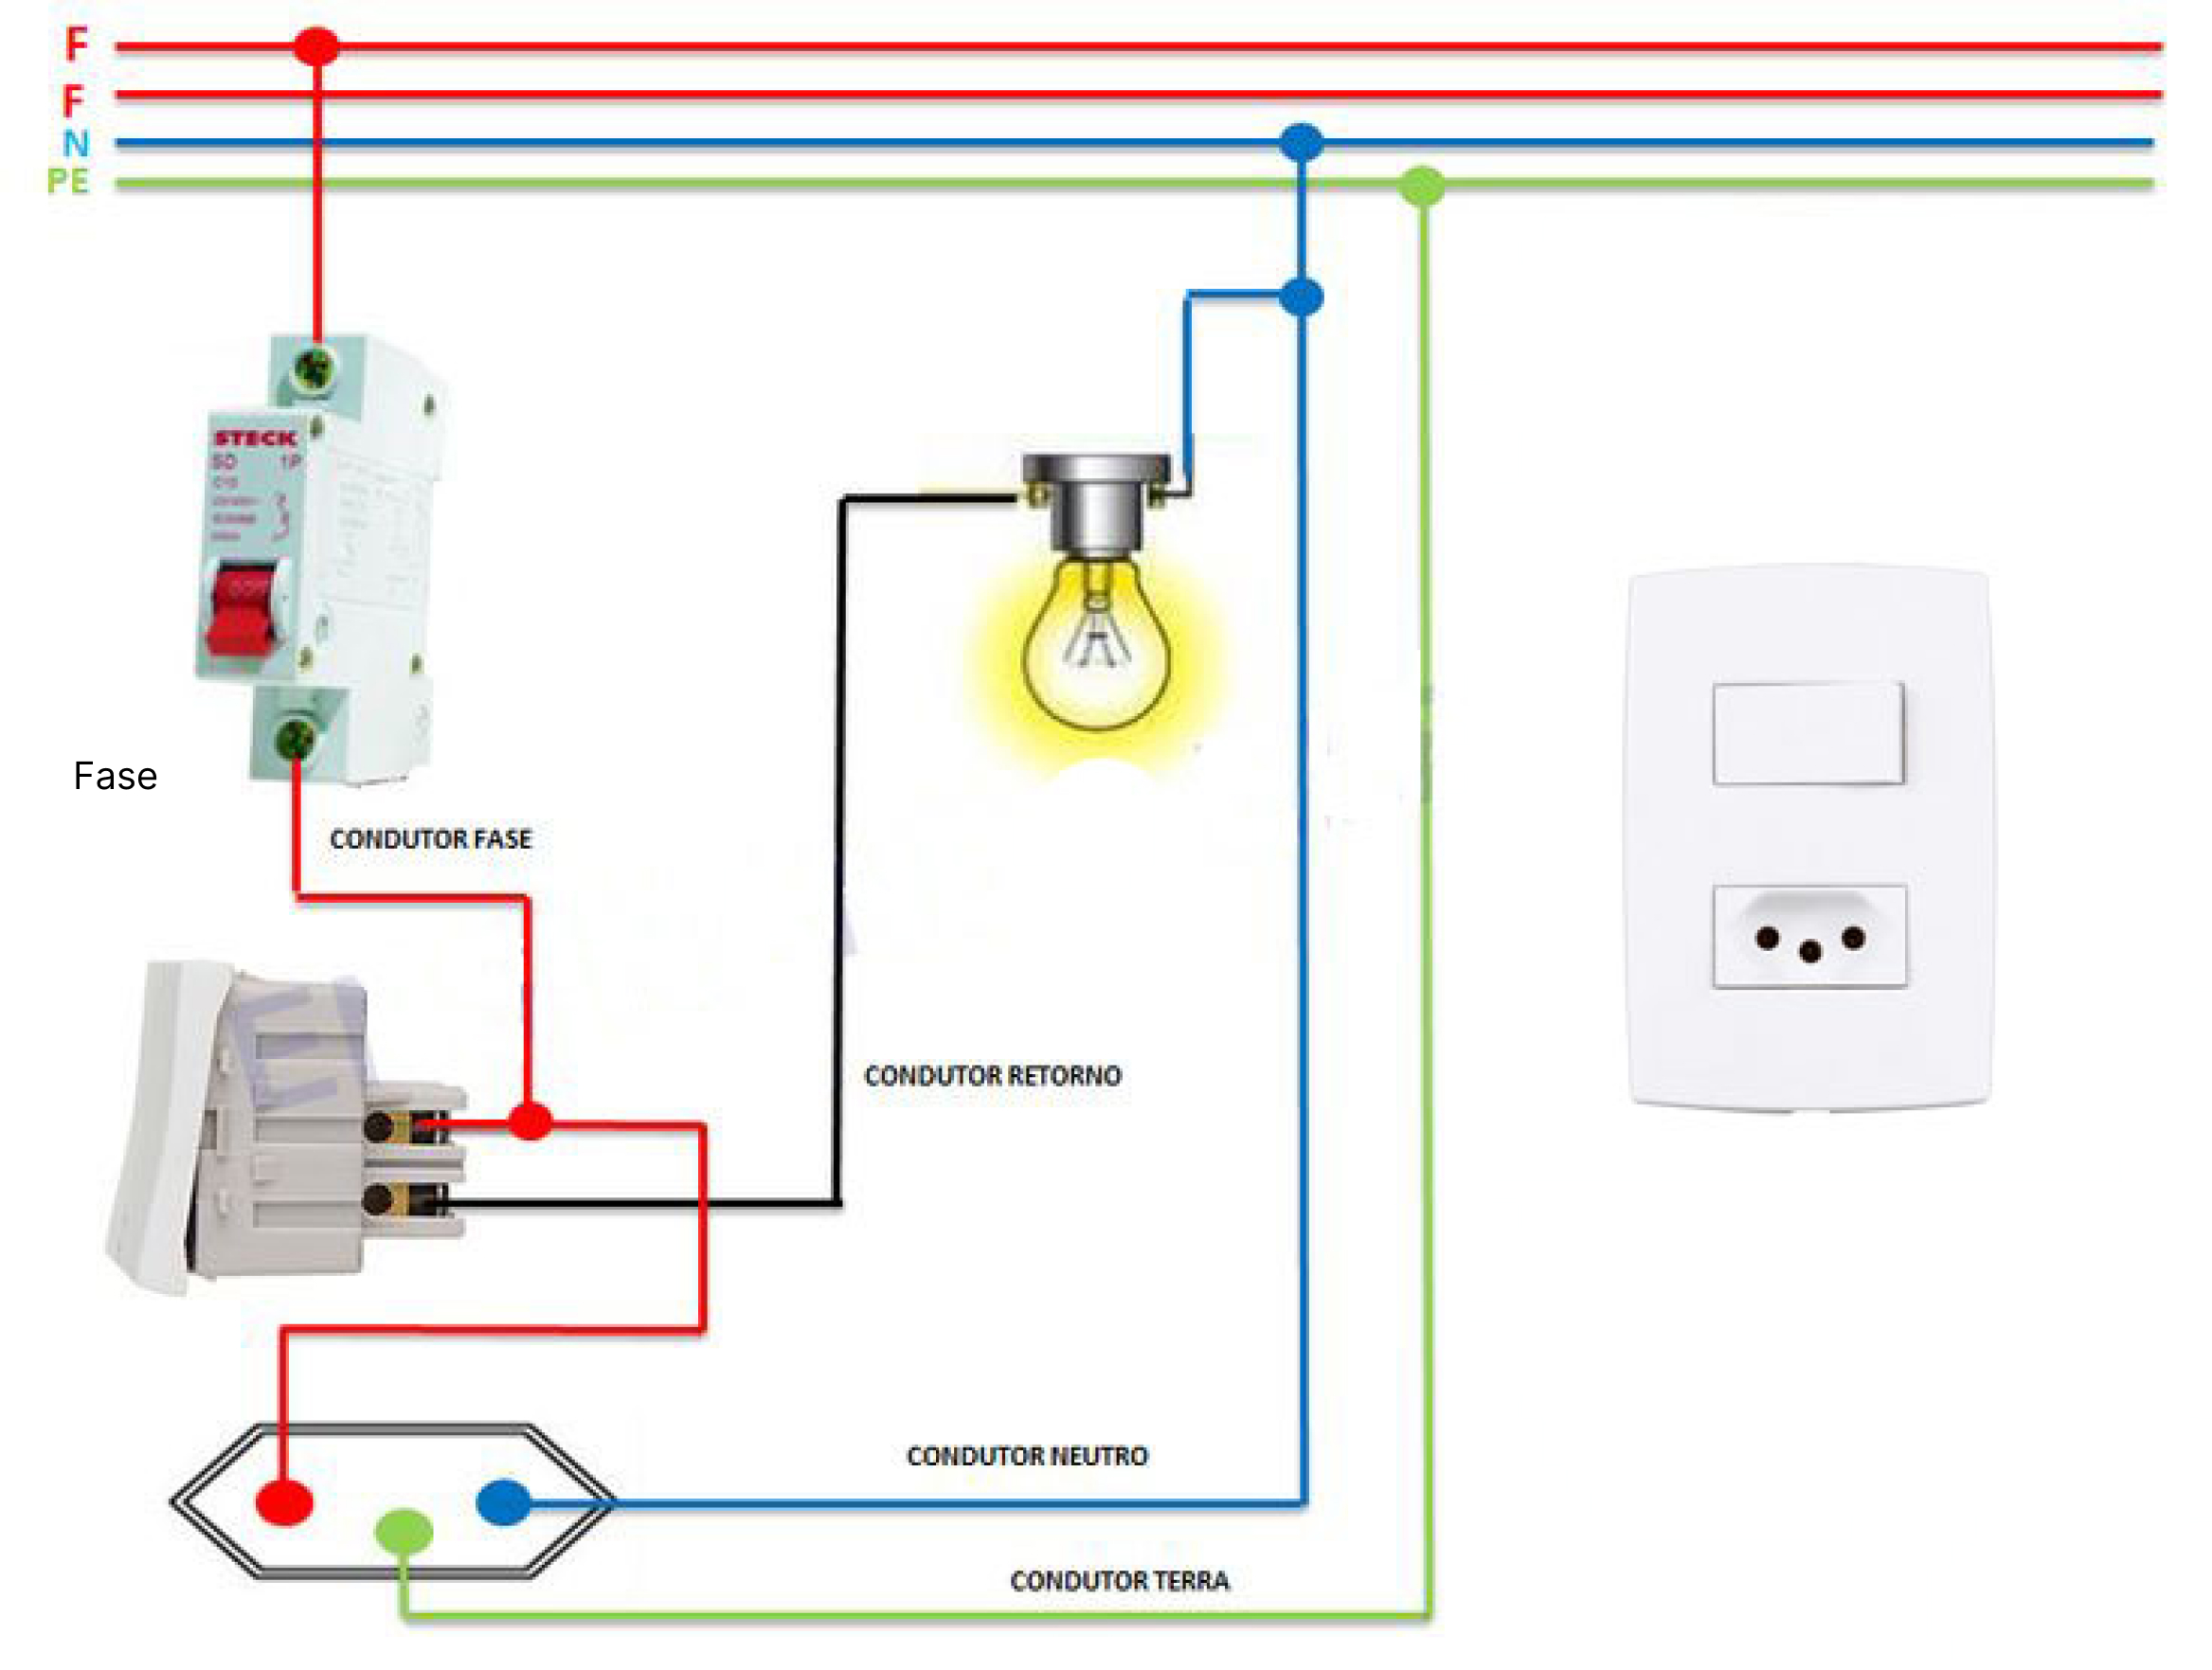 F
F
N
PE
STECK
SD 1P
C10
Fase
CONDUTOR FASE
CONDUTOR RETORNO
CONDUTOR NEUTRO
CONDUTOR TERRA